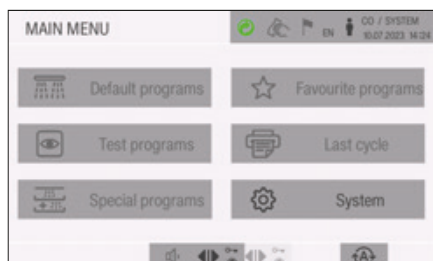 MAIN MENU
EN
CO / SYSTEM
10.07.2023 14:24
Default programs
Favourite programs
Test programs
Last cycle
Special programs
System
A